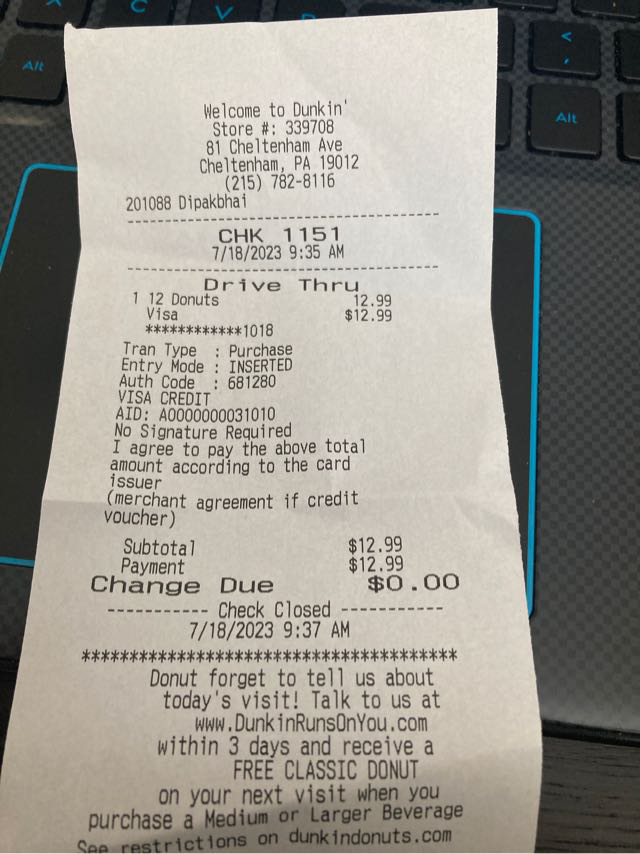 Welcome to Dunkin'
Store #: 339708
81 Cheltenham Ave
Cheltenham, PA 19012
(215) 782-8116
201088 Dipakbhai
----------------------------------------
CHK 1151
7/18/2023 9:35 AM
----------------------------------------
Drive Thru
1 12 Donuts 12.99
Visa $12.99
************1018
Tran Type : Purchase
Entry Mode : INSERTED
Auth Code : 681280
VISA CREDIT
AID: A0000000031010
No Signature Required
I agree to pay the above total
amount according to the card
issuer
(merchant agreement if credit
voucher)
Subtotal $12.99
Payment $12.99
Change Due $0.00
----------- Check Closed -----------
7/18/2023 9:37 AM
****************************************
Donut forget to tell us about
today's visit! Talk to us at
www.DunkinRunsOnYou.com
within 3 days and receive a
FREE CLASSIC DONUT
on your next visit when you
purchase a Medium or Larger Beverage
See restrictions on dunkindonuts.com
Alt
C
V
<
,
Alt